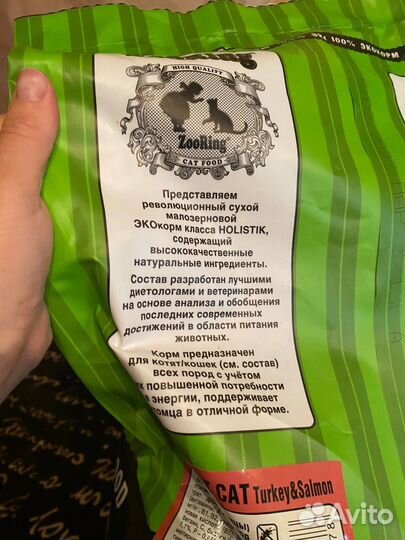 100% ЭКОКОРМ
HIGH QUALITY
ZooRing
CAT FOOD
Представляем
революционный сухой
малозерновой
ЭКОкорм класса HOLISTIK,
содержащий
высококачественные
натуральные ингредиенты.
Состав разработан лучшими
диетологами и ветеринарами
на основе анализа и обобщения
последних современных
достижений в области питания
животных.
Корм предназначен
для котят/кошек (см. состав)
всех пород с учётом
их повышенной потребности
в энергии, поддерживает
омца в отличной форме.
CAT Turkey&Salmon
Avito